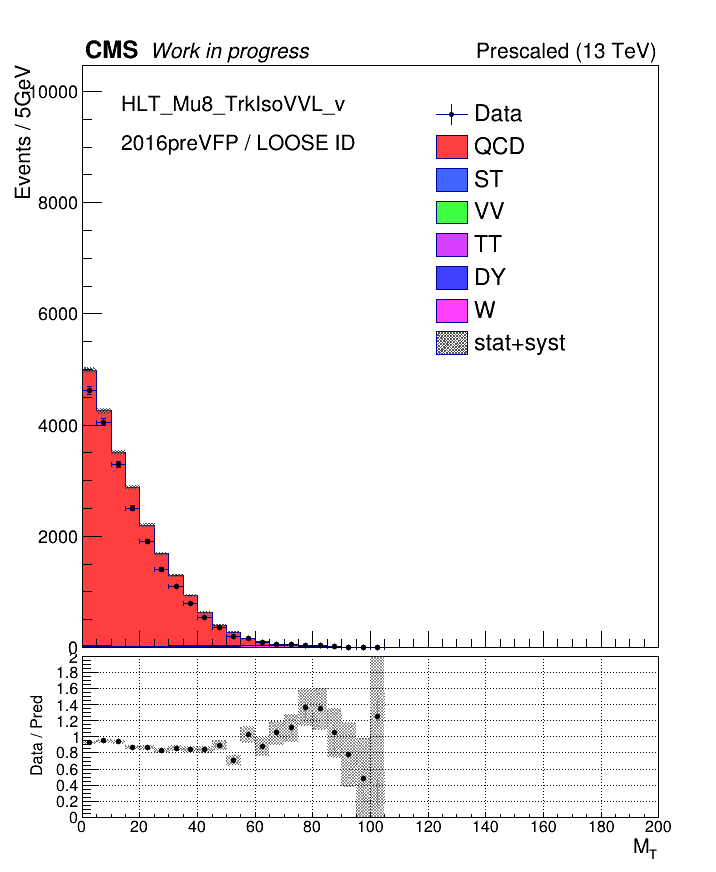 CMS Work in progress Prescaled (13 TeV)
Events / 5GeV
10000
8000
6000
4000
2000
0
HLT_Mu8_TrkIsoVVL_v
2016preVFP / LOOSE ID
Data
QCD
ST
VV
TT
DY
W
stat+syst
Data / Pred
2
1.8
1.6
1.4
1.2
1
0.8
0.6
0.4
0.2
0
0 20 40 60 80 100 120 140 160 180 200
M_T